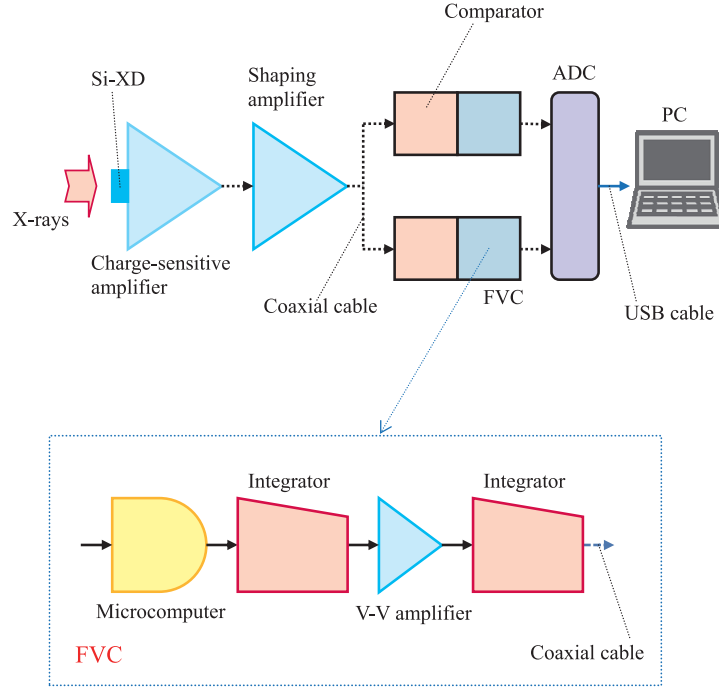 Comparator
Si-XD
Shaping
amplifier
ADC
PC
X-rays
Charge-sensitive
amplifier
Coaxial cable
FVC
USB cable
Integrator
Integrator
Microcomputer
V-V amplifier
FVC
Coaxial cable